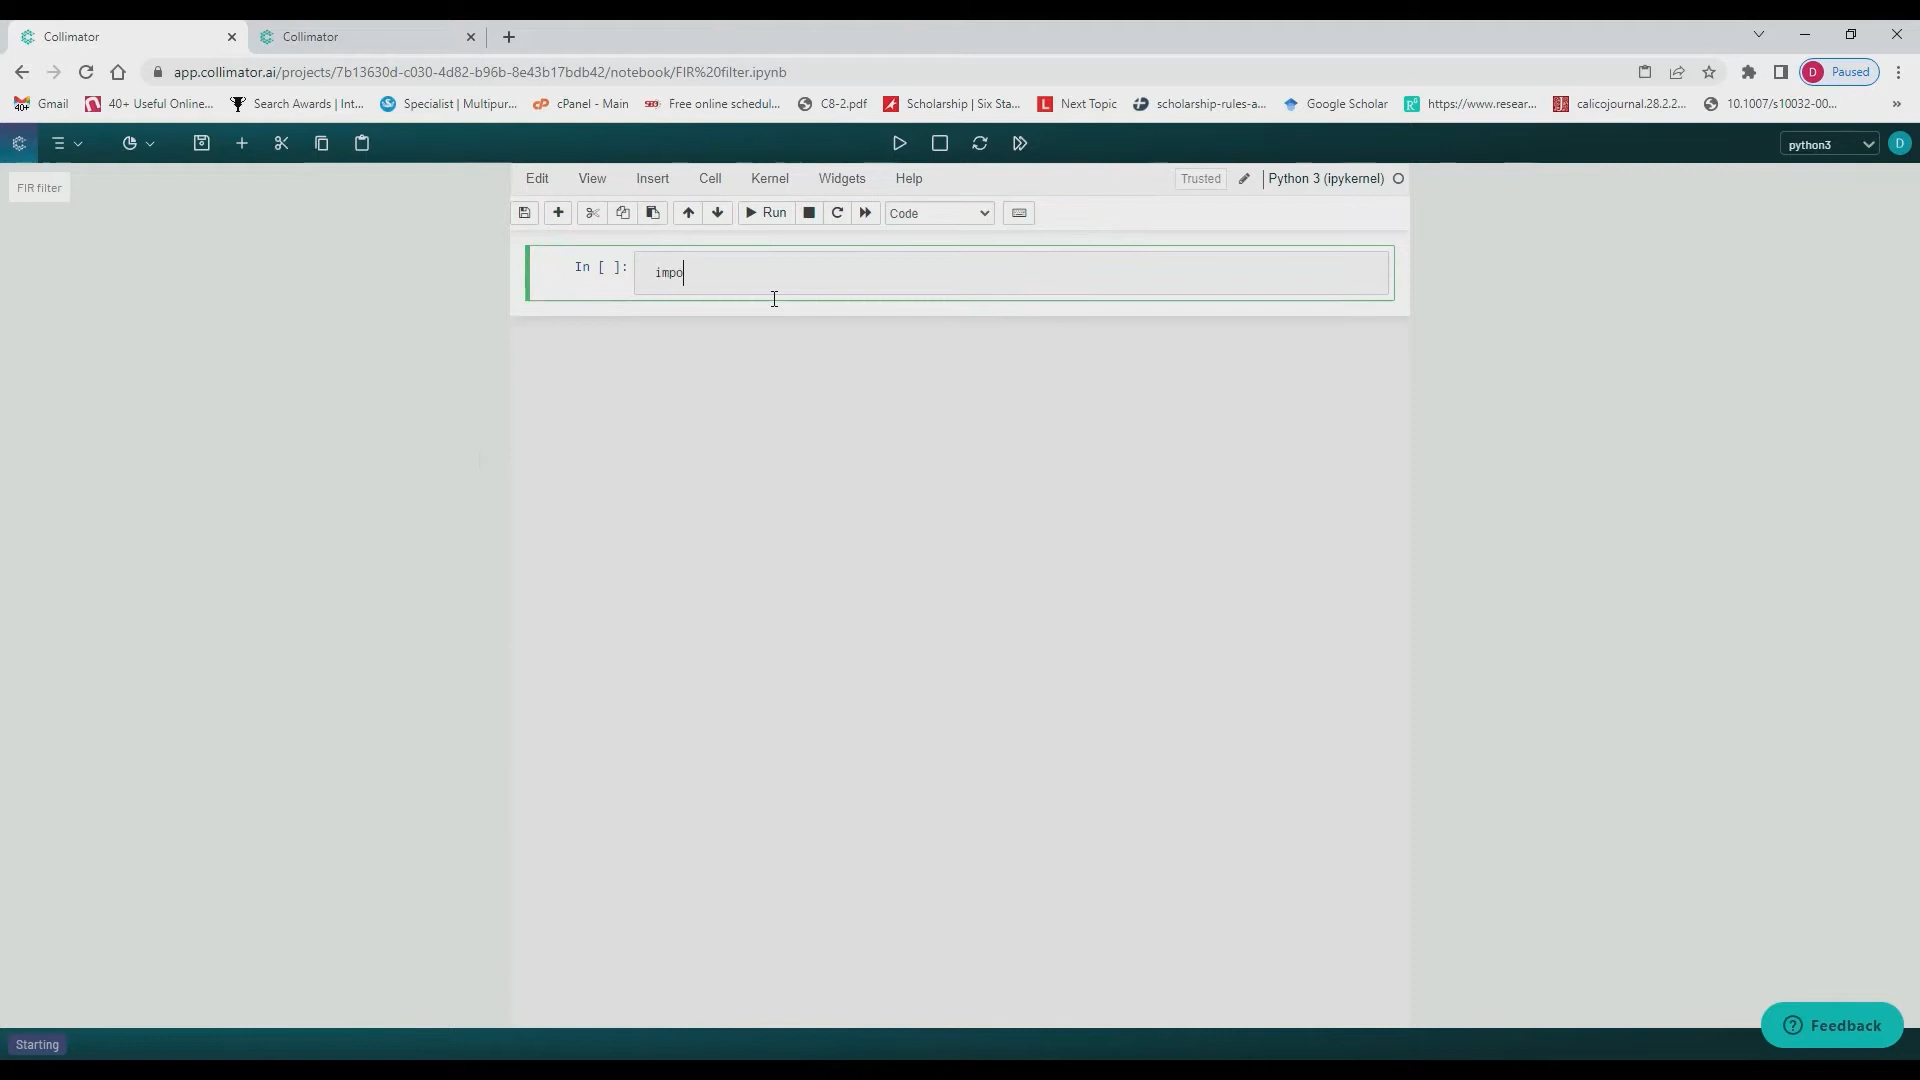 Collimator
Collimator
app.collimator.ai/projects/7b13630d-c030-4d82-b96b-8e43b17bdb42/notebook/FIR%20filter.ipynb
D Paused
40+ Gmail
40+ Useful Online...
Search Awards | Int...
Specialist | Multipur...
cPanel - Main
Free online schedul...
C8-2.pdf
Scholarship | Six Sta...
Next Topic
scholarship-rules-a...
Google Scholar
https://www.resear...
calicojournal.28.2.2...
10.1007/s10032-00...
python3
D
FIR filter
Edit View Insert Cell Kernel Widgets Help
Trusted
Python 3 (ipykernel)
Run
Code
In [ ]: impo
Feedback
Starting